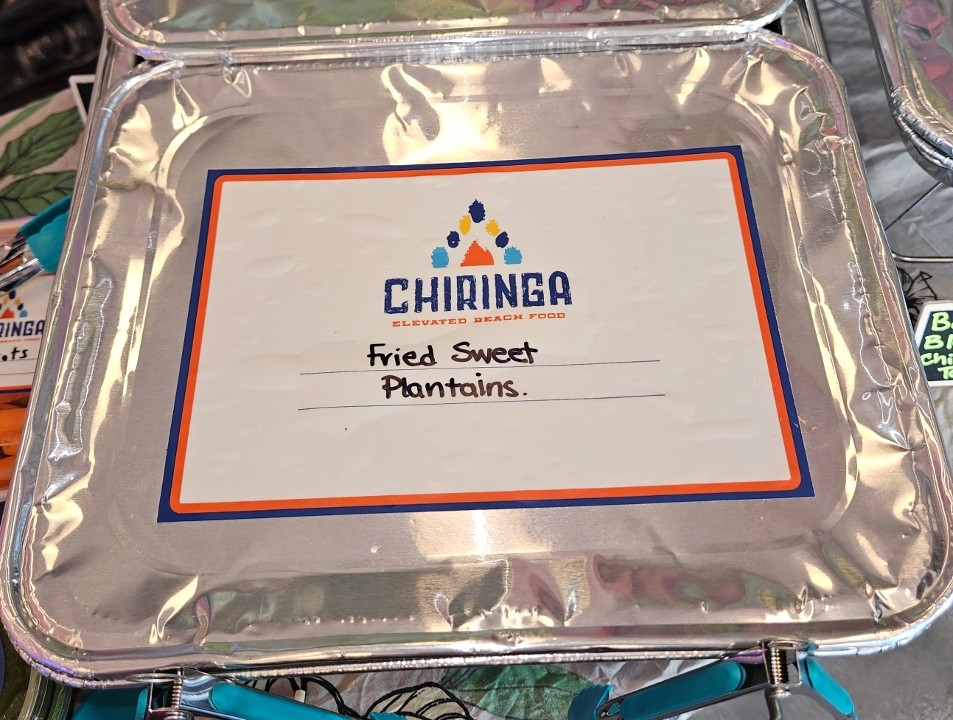 CHIRINGA
ELEVATED BEACH FOOD
Fried Sweet
Plantains.